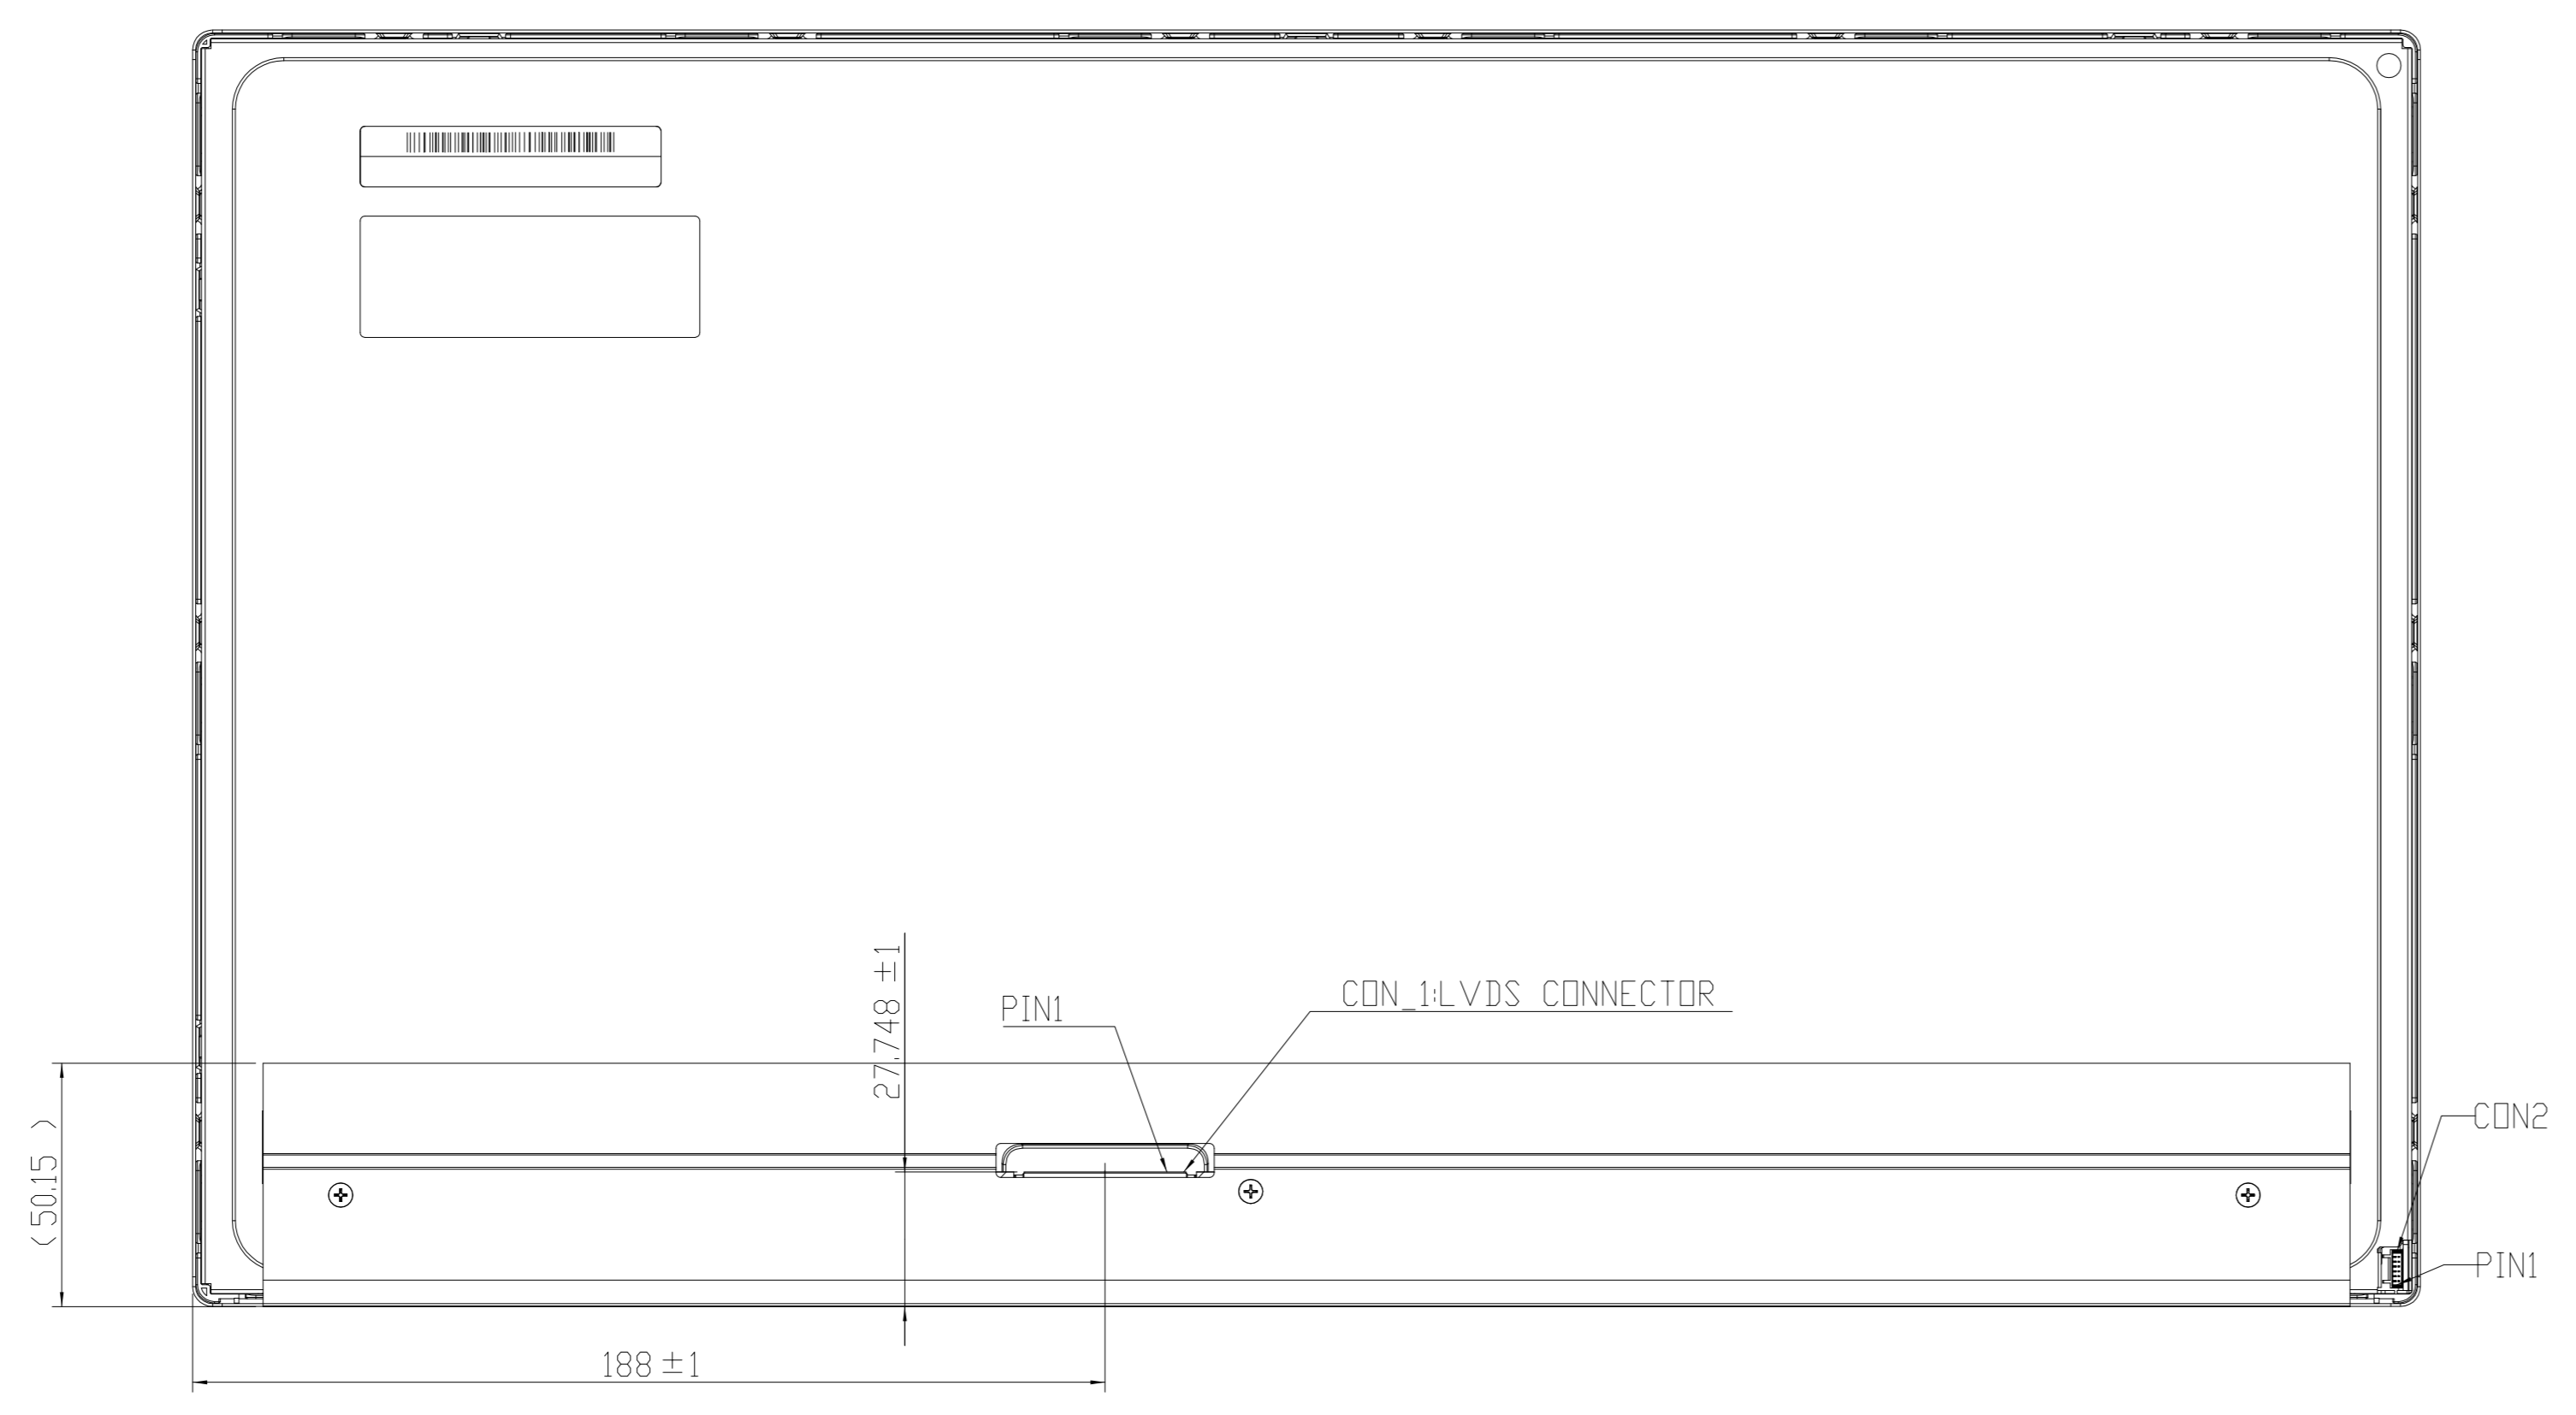 27.748 ±1
PIN1
CON_1:LVDS CONNECTOR
(50.15 )
CON2
PIN1
188 ±1